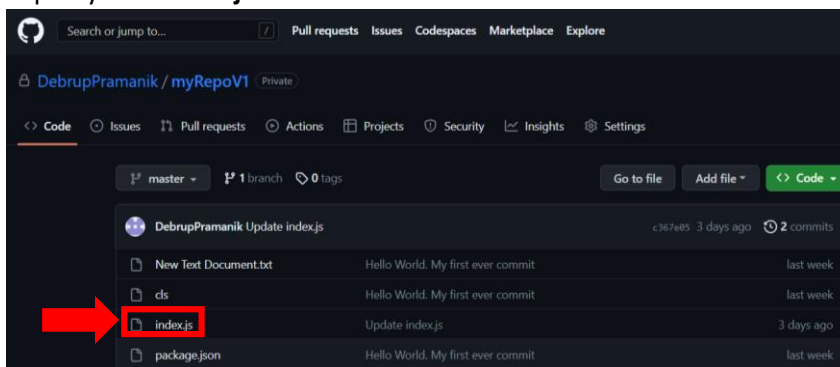 Search or jump to... / Pull requests Issues Codespaces Marketplace Explore
DebrupPramanik / myRepoV1 Private
<> Code Issues Pull requests Actions Projects Security Insights Settings
master 1 branch 0 tags Go to file Add file <> Code
DebrupPramanik Update index.js c367e05 3 days ago 2 commits
New Text Document.txt Hello World. My first ever commit last week
cls Hello World. My first ever commit last week
index.js Update index.js 3 days ago
package.json Hello World. My first ever commit last week